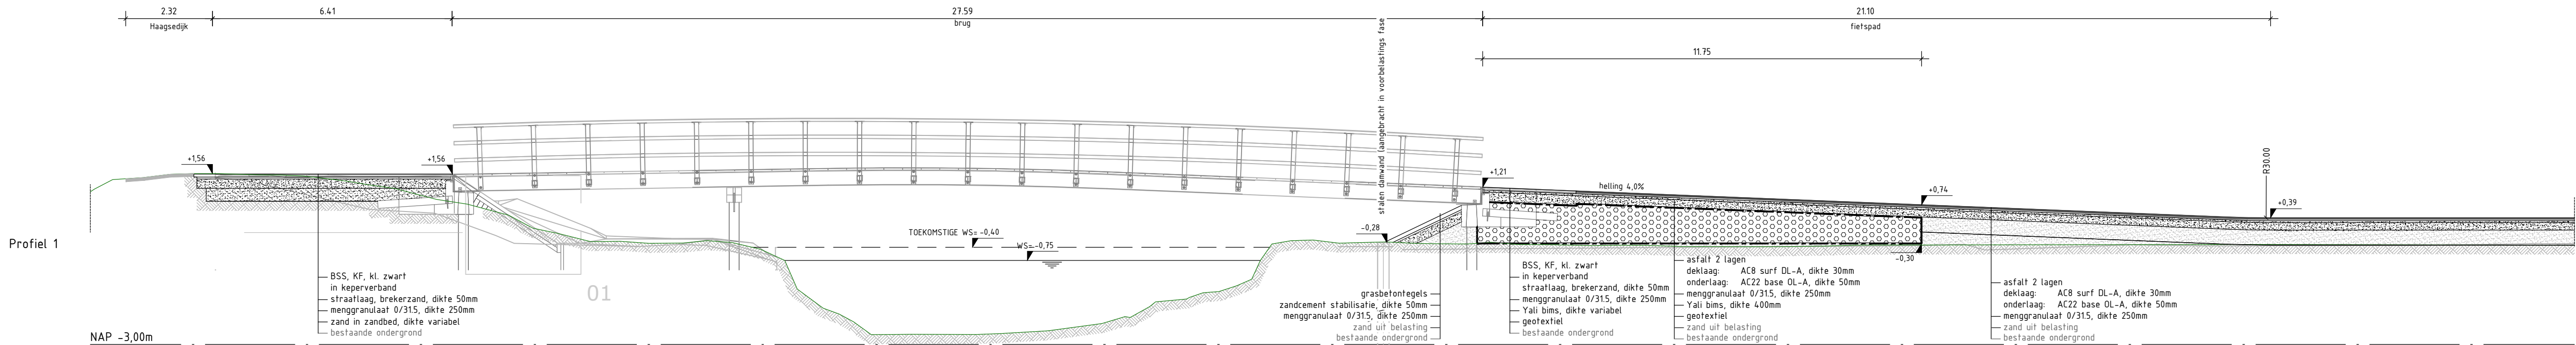 2.32
6.41
27.59
21.10
Haagsedijk
brug
fietspad
11.75
stalen damwand (aangebracht in voorbelastings fase
R30.00
+1,56
+1,56
+1,21
helling 4,0%
+0,74
+0,39
-0,28
TOEKOMSTIGE WS= -0,40
WS=-0,75
-0,30
Profiel 1
01
BSS, KF, kl. zwart
in keperverband
straatlaag, brekerzand, dikte 50mm
menggranulaat 0/31.5, dikte 250mm
zand in zandbed, dikte variabel
bestaande ondergrond
grasbetontegels
zandcement stabilisatie, dikte 50mm
menggranulaat 0/31.5, dikte 250mm
zand uit belasting
bestaande ondergrond
BSS, KF, kl. zwart
in keperverband
straatlaag, brekerzand, dikte 50mm
menggranulaat 0/31.5, dikte 250mm
Yali bims, dikte variabel
geotextiel
bestaande ondergrond
asfalt 2 lagen
deklaag: AC8 surf DL-A, dikte 30mm
onderlaag: AC22 base OL-A, dikte 50mm
menggranulaat 0/31.5, dikte 250mm
Yali bims, dikte 400mm
geotextiel
zand uit belasting
bestaande ondergrond
asfalt 2 lagen
deklaag: AC8 surf DL-A, dikte 30mm
onderlaag: AC22 base OL-A, dikte 50mm
menggranulaat 0/31.5, dikte 250mm
zand uit belasting
bestaande ondergrond
NAP -3,00m